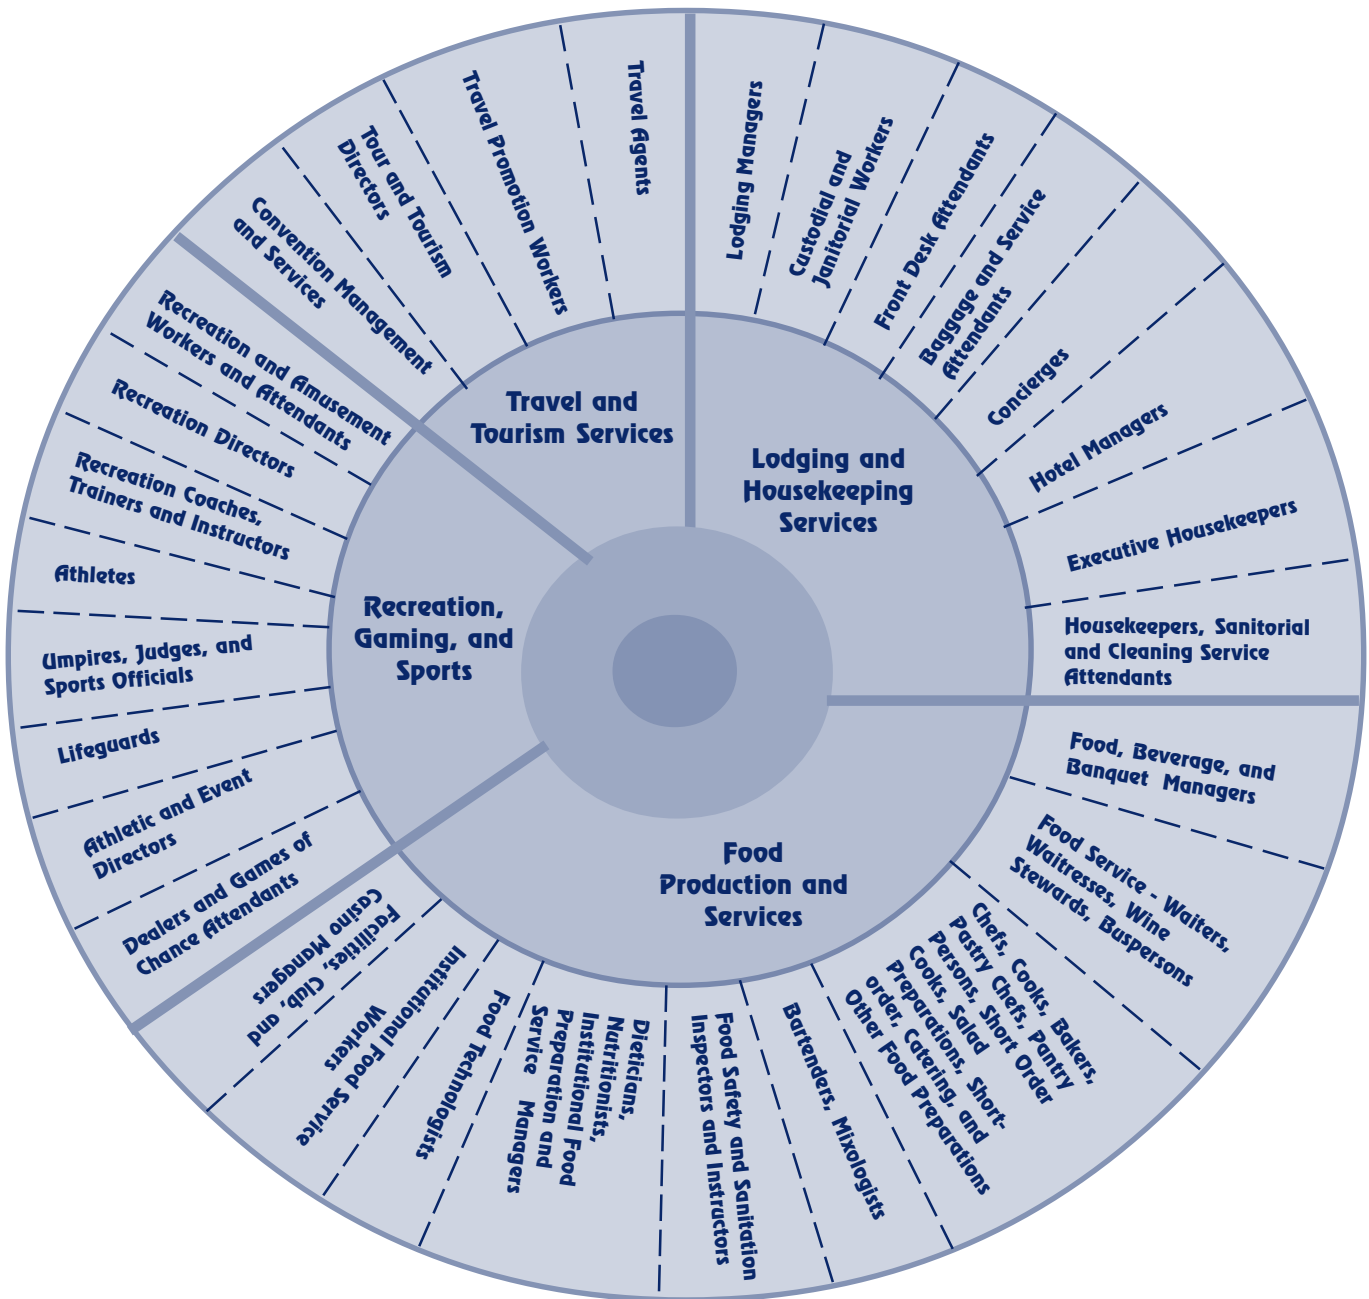 Travel and
Tourism Services
Lodging and
Housekeeping
Services
Recreation,
Gaming, and
Sports
Food
Production and
Services
Lodging Managers
Custodial and
Janitorial Workers
Front Desk Attendants
Baggage and Service
Attendants
Concierges
Hotel Managers
Executive Housekeepers
Housekeepers, Sanitorial
and Cleaning Service
Attendants
Food, Beverage, and
Banquet Managers
Food Service - Waiters,
Waitresses, Wine
Stewards, Buspersons
Chefs, Cooks, Bakers,
Pastry Chefs, Pantry
Persons, Short Order
Cooks, Salad
Preparations, Short-
order, Catering, and
Other Food Preparations
Bartenders, Mixologists
Food Safety and Sanitation
Inspectors and Instructors
Dieticians,
Nutritionists,
Institutional Food
Preparation and
Service Managers
Food Technologists
Institutional Food Service
Workers
Facilities, Club, and
Casino Managers
Dealers and Games of
Chance Attendants
Athletic and Event
Directors
Lifeguards
Umpires, Judges, and
Sports Officials
Athletes
Recreation Coaches,
Trainers and Instructors
Recreation Directors
Recreation and Amusement
Workers and Attendants
Convention Management
and Services
Tour and Tourism
Directors
Travel Promotion Workers
Travel Agents